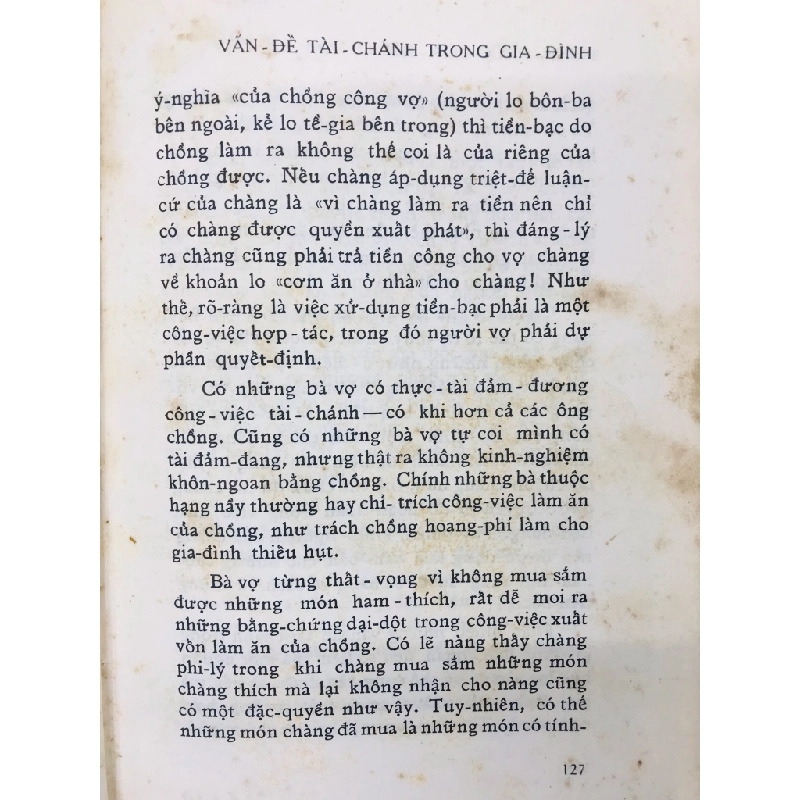 VẤN-ĐỀ TÀI-CHÁNH TRONG GIA-ĐÌNH
ý-nghĩa «của chồng công vợ» (người lo bôn-ba
bên ngoài, kẻ lo tề-gia bên trong) thì tiền-bạc do
chồng làm ra không thể coi là của riêng của
chồng được. Nếu chàng áp-dụng triệt-để luận-
cứ của chàng là «vì chàng làm ra tiền nên chỉ
có chàng được quyền xuất phát», thì đáng-lý
ra chàng cũng phải trả tiền công cho vợ chàng
về khoản lo «cơm ăn ở nhà» cho chàng! Như
thế, rõ-ràng là việc xử-dụng tiền-bạc phải là một
công-việc hợp-tác, trong đó người vợ phải dự
phần quyết-định.
Có những bà vợ có thực-tài đảm-đương
công-việc tài-chánh—có khi hơn cả các ông
chồng. Cũng có những bà vợ tự coi mình có
tài đảm-đang, nhưng thật ra không kinh-nghiệm
khôn-ngoan bằng chồng. Chính những bà thuộc
hạng nầy thường hay chỉ-trích công-việc làm ăn
của chồng, như trách chồng hoang-phí làm cho
gia-đình thiếu hụt.
Bà vợ từng thất-vọng vì không mua sắm
được những món ham-thích, rất dễ moi ra
những bằng-chứng dại-dột trong công-việc xuất
vốn làm ăn của chồng. Có lẽ nàng thấy chàng
phi-lý trong khi chàng mua sắm những món
chàng thích mà lại không nhận cho nàng cũng
có một đặc-quyền như vậy. Tuy-nhiên, có thể
những món chàng đã mua là những món có tính-
127